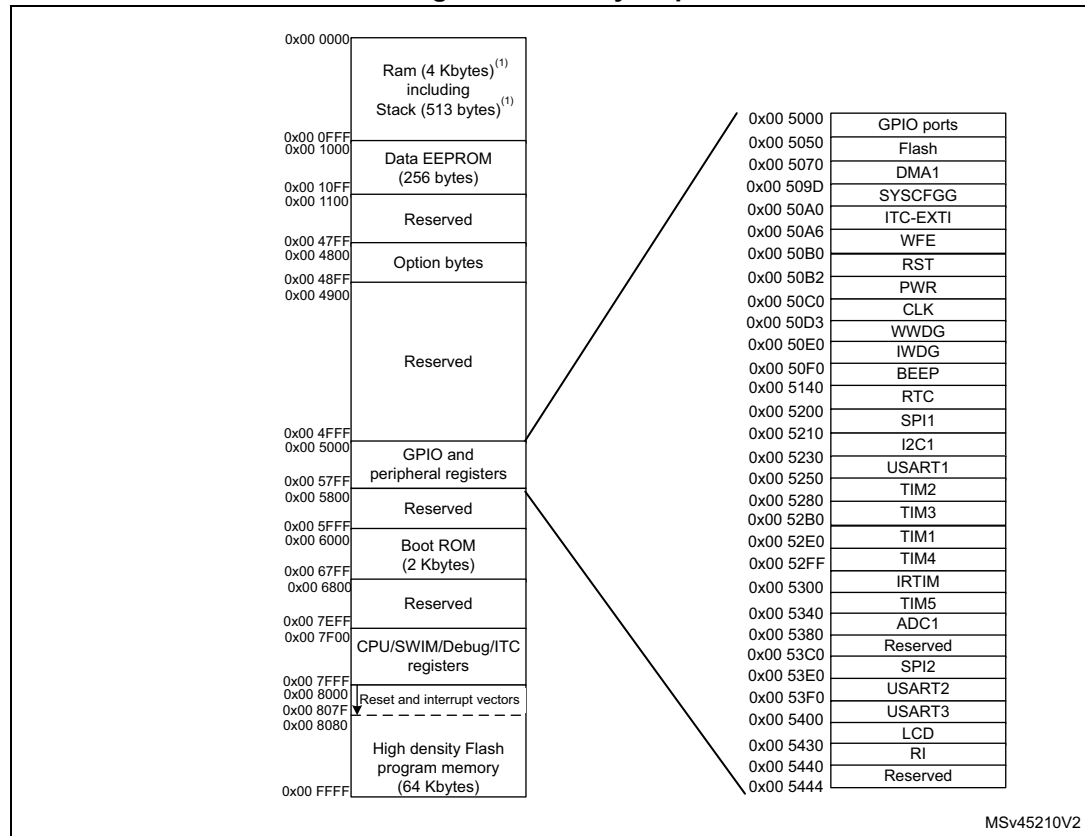 0x00 0000
Ram (4 Kbytes)(1)
including
Stack (513 bytes)(1)
0x00 0FFF
0x00 1000
Data EEPROM
(256 bytes)
0x00 10FF
0x00 1100
Reserved
0x00 47FF
0x00 4800
Option bytes
0x00 48FF
0x00 4900
Reserved
0x00 4FFF
0x00 5000
GPIO and
peripheral registers
0x00 57FF
0x00 5800
Reserved
0x00 5FFF
0x00 6000
Boot ROM
(2 Kbytes)
0x00 67FF
0x00 6800
Reserved
0x00 7EFF
0x00 7F00
CPU/SWIM/Debug/ITC
registers
0x00 7FFF
0x00 8000
Reset and interrupt vectors
0x00 807F
0x00 8080
High density Flash
program memory
(64 Kbytes)
0x00 FFFF
0x00 5000
GPIO ports
0x00 5050
Flash
0x00 5070
DMA1
0x00 509D
SYSCFGG
0x00 50A0
ITC-EXTI
0x00 50A6
WFE
0x00 50B0
RST
0x00 50B2
PWR
0x00 50C0
CLK
0x00 50D3
WWDG
0x00 50E0
IWDG
0x00 50F0
BEEP
0x00 5140
RTC
0x00 5200
SPI1
0x00 5210
I2C1
0x00 5230
USART1
0x00 5250
TIM2
0x00 5280
TIM3
0x00 52B0
TIM1
0x00 52E0
TIM4
0x00 52FF
IRTIM
0x00 5300
TIM5
0x00 5340
ADC1
0x00 5380
Reserved
0x00 53C0
SPI2
0x00 53E0
USART2
0x00 53F0
USART3
0x00 5400
LCD
0x00 5430
RI
0x00 5440
Reserved
0x00 5444
MSv45210V2